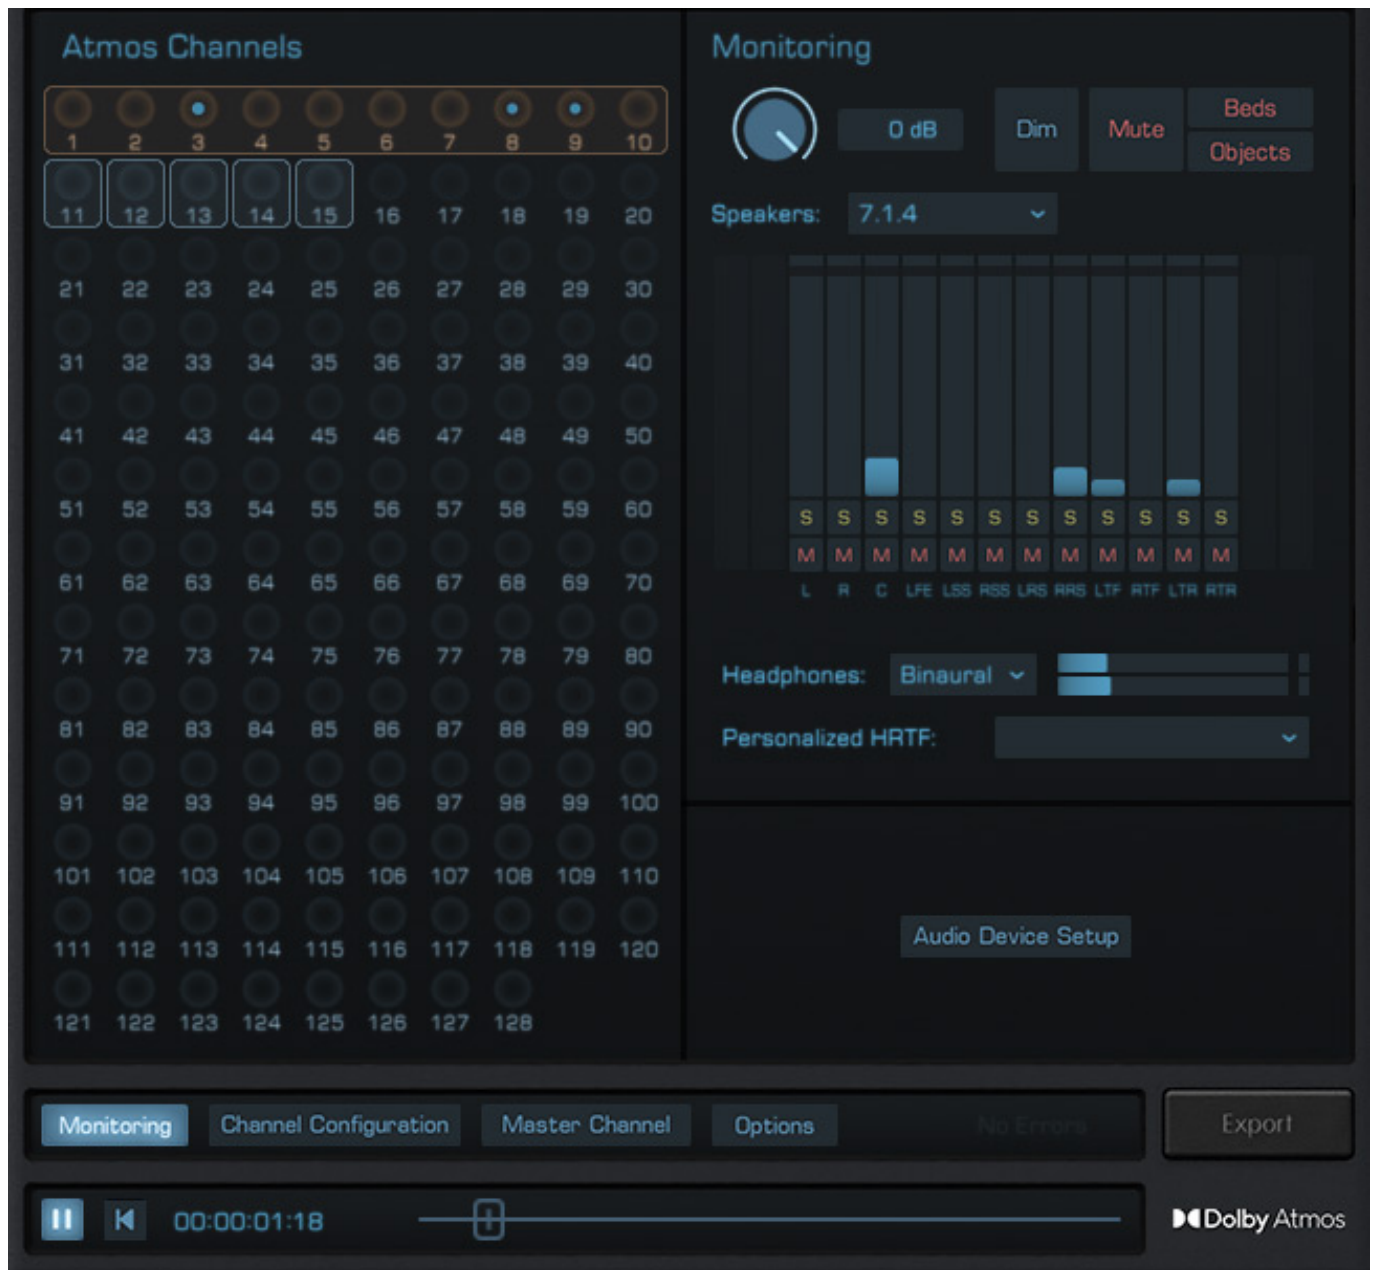 Atmos Channels
1 2 3 4 5 6 7 8 9 10
11 12 13 14 15 16 17 18 19 20
21 22 23 24 25 26 27 28 29 30
31 32 33 34 35 36 37 38 39 40
41 42 43 44 45 46 47 48 49 50
51 52 53 54 55 56 57 58 59 60
61 62 63 64 65 66 67 68 69 70
71 72 73 74 75 76 77 78 79 80
81 82 83 84 85 86 87 88 89 90
91 92 93 94 95 96 97 98 99 100
101 102 103 104 105 106 107 108 109 110
111 112 113 114 115 116 117 118 119 120
121 122 123 124 125 126 127 128
Monitoring
0 dB Dim Mute Beds
Objects
Speakers: 7.1.4
S S S S S S S S S S S S
M M M M M M M M M M M M
L R C LFE LSS RSS LRS RRS LTF RTF LTR RTR
Headphones: Binaural
Personalized HRTF:
Audio Device Setup
Monitoring Channel Configuration Master Channel Options No Errors Export
00:00:01:18 Dolby Atmos